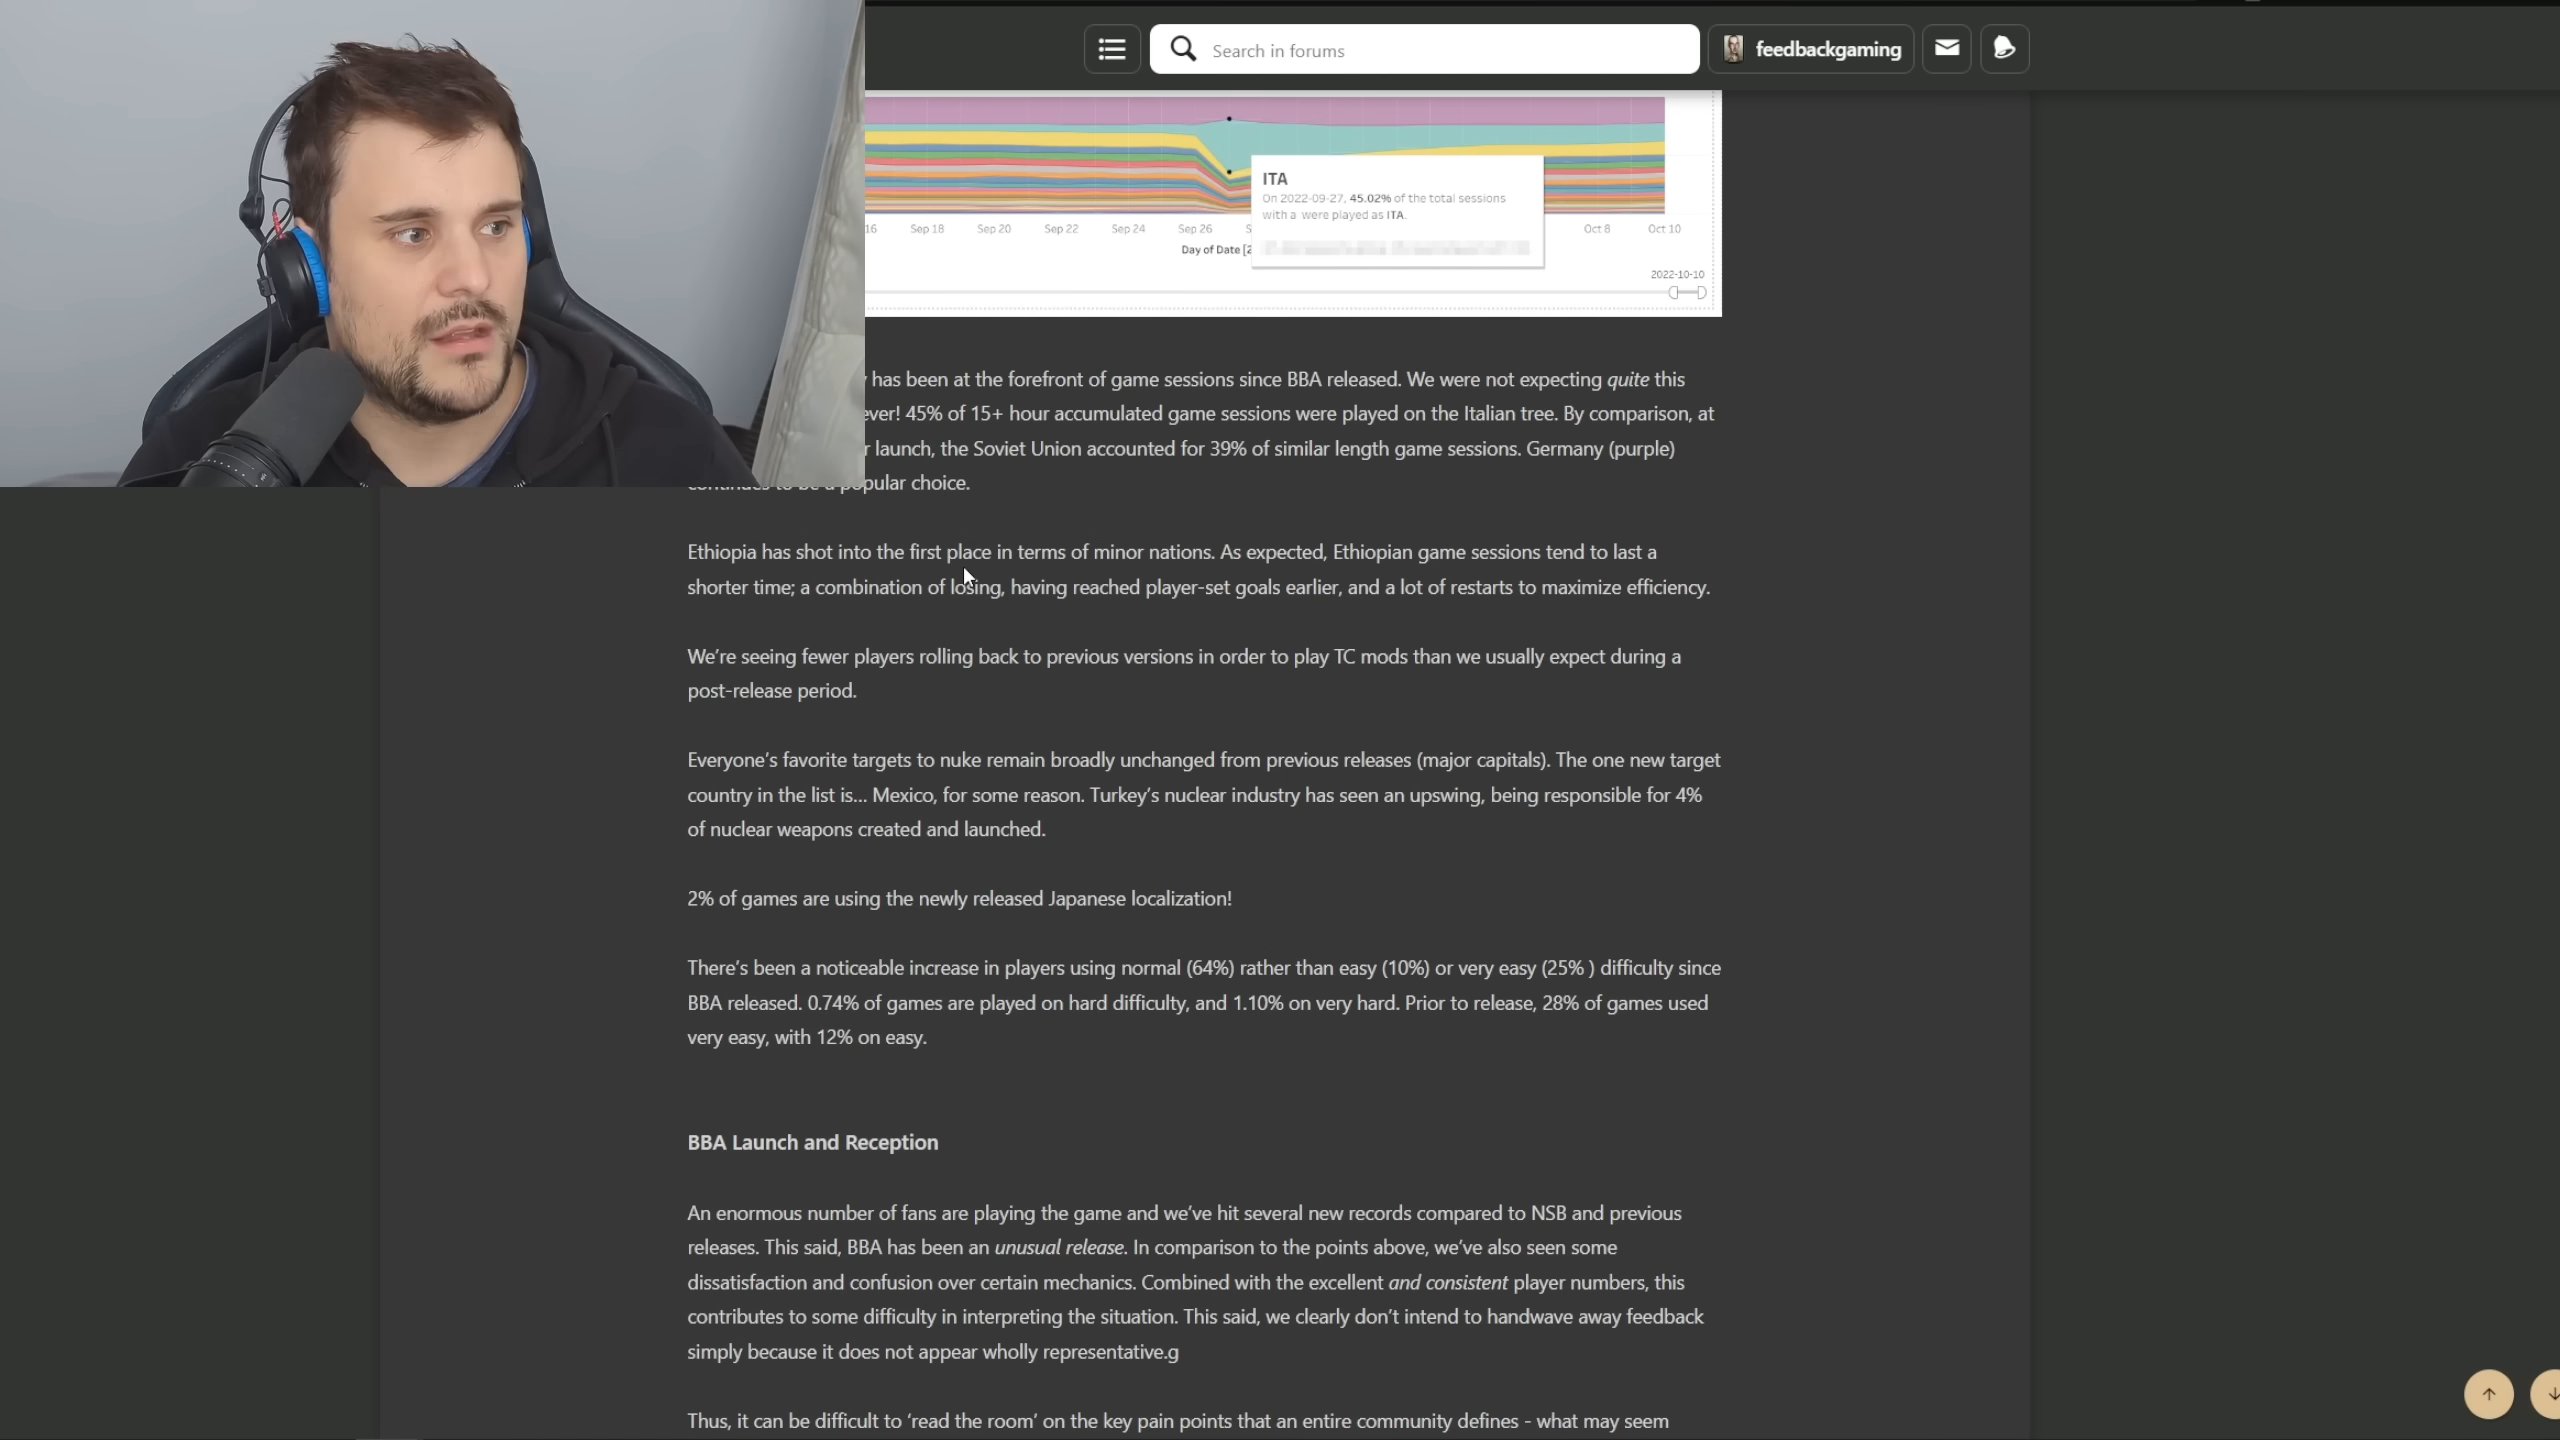 Search in forums
feedbackgaming
ITA
On 2022-09-27, 45.02% of the total sessions
with a were played as ITA.
16 Sep 18 Sep 20 Sep 22 Sep 24 Sep 26 S Oct 8 Oct 10
Day of Date [2
2022-10-10
has been at the forefront of game sessions since BBA released. We were not expecting quite this
ever! 45% of 15+ hour accumulated game sessions were played on the Italian tree. By comparison, at
launch, the Soviet Union accounted for 39% of similar length game sessions. Germany (purple)
continues to be a popular choice.
Ethiopia has shot into the first place in terms of minor nations. As expected, Ethiopian game sessions tend to last a
shorter time; a combination of losing, having reached player-set goals earlier, and a lot of restarts to maximize efficiency.
We’re seeing fewer players rolling back to previous versions in order to play TC mods than we usually expect during a
post-release period.
Everyone’s favorite targets to nuke remain broadly unchanged from previous releases (major capitals). The one new target
country in the list is... Mexico, for some reason. Turkey’s nuclear industry has seen an upswing, being responsible for 4%
of nuclear weapons created and launched.
2% of games are using the newly released Japanese localization!
There’s been a noticeable increase in players using normal (64%) rather than easy (10%) or very easy (25% ) difficulty since
BBA released. 0.74% of games are played on hard difficulty, and 1.10% on very hard. Prior to release, 28% of games used
very easy, with 12% on easy.
BBA Launch and Reception
An enormous number of fans are playing the game and we’ve hit several new records compared to NSB and previous
releases. This said, BBA has been an unusual release. In comparison to the points above, we’ve also seen some
dissatisfaction and confusion over certain mechanics. Combined with the excellent and consistent player numbers, this
contributes to some difficulty in interpreting the situation. This said, we clearly don’t intend to handwave away feedback
simply because it does not appear wholly representative.g
Thus, it can be difficult to ‘read the room’ on the key pain points that an entire community defines - what may seem